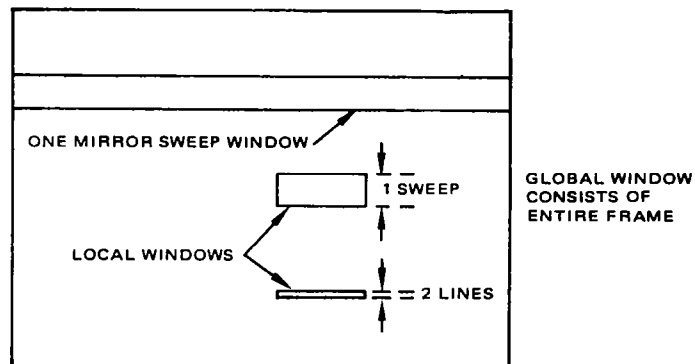 ONE MIRROR SWEEP WINDOW
1 SWEEP
GLOBAL WINDOW
CONSISTS OF
ENTIRE FRAME
LOCAL WINDOWS
2 LINES